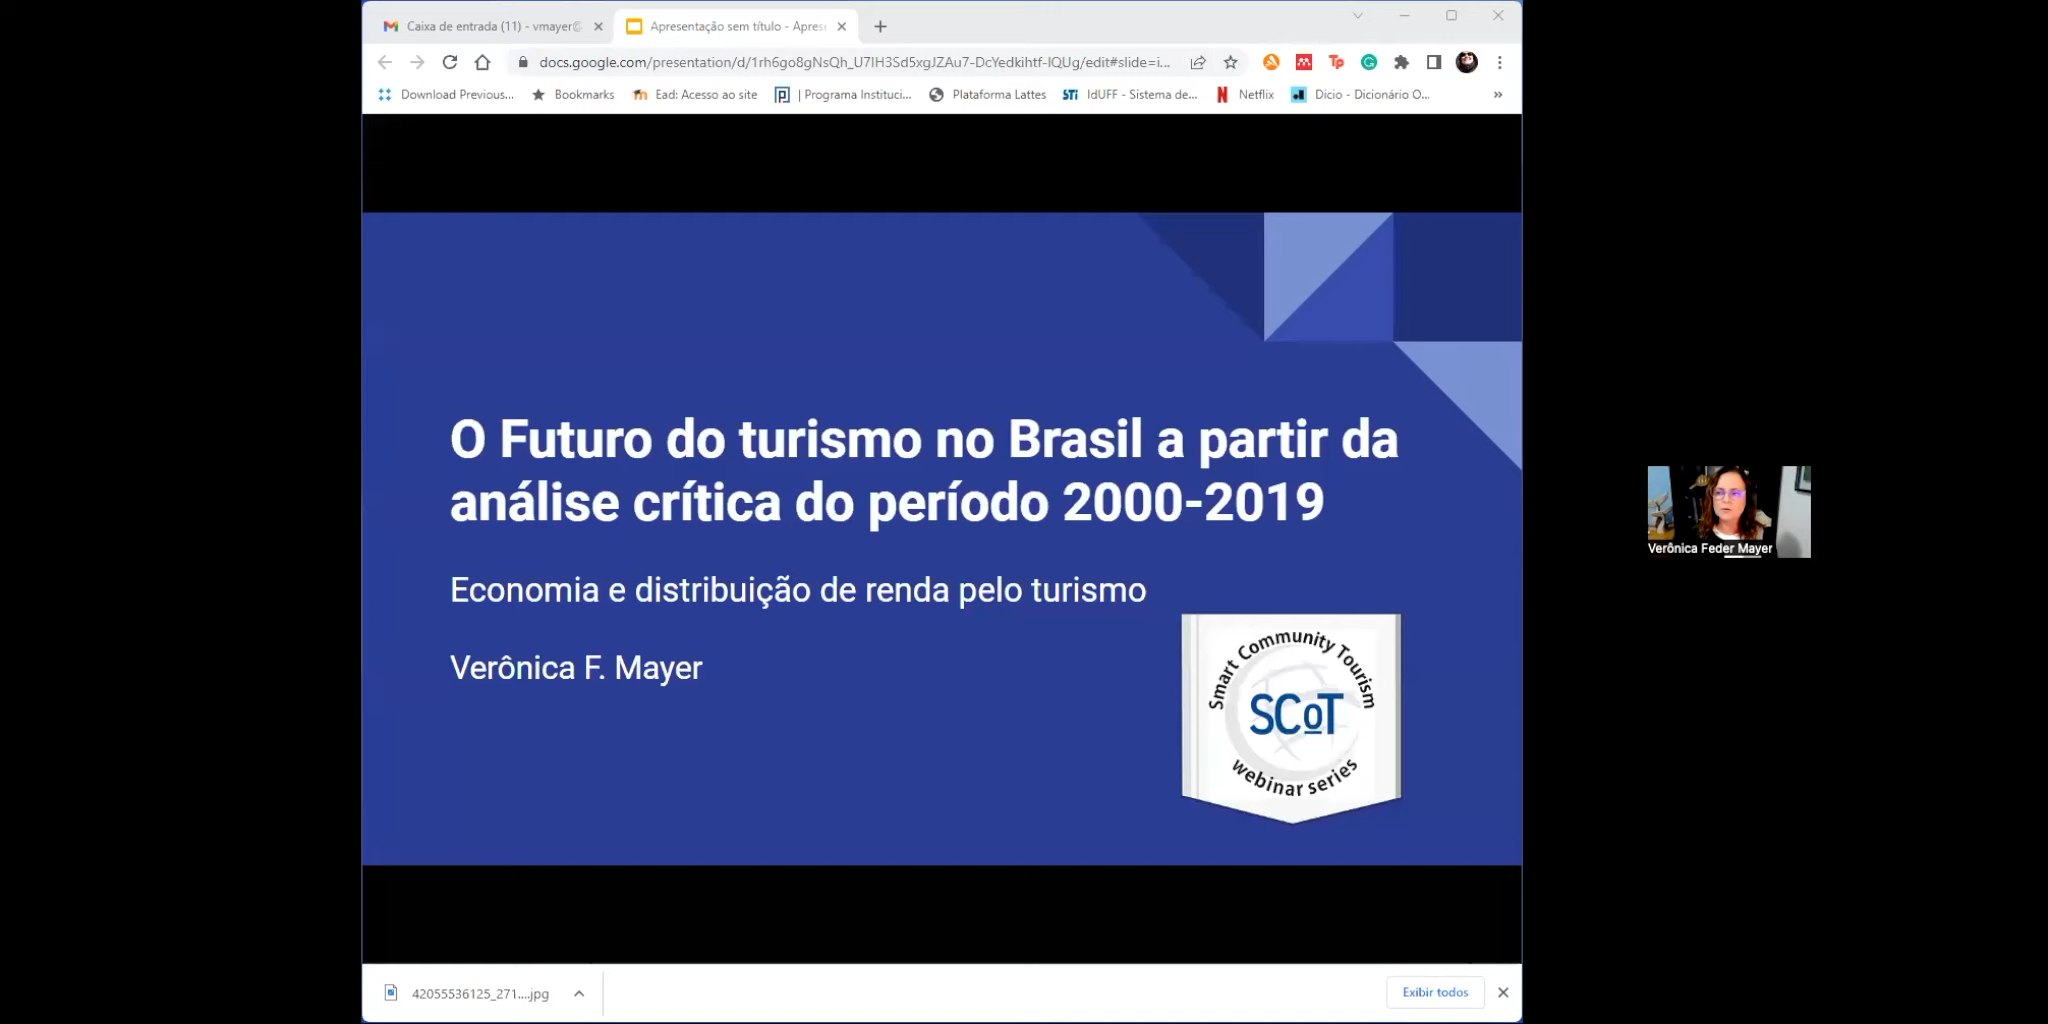 Caixa de entrada (11) - vmayer@
Apresentação sem título - Apres
docs.google.com/presentation/d/1rh6go8gNsQh_U7IH3Sd5xgJZAu7-DcYedkihtf-IQUg/edit#slide=i...
Download Previous...
Bookmarks
Ead: Acesso ao site
| Programa Instituci...
Plataforma Lattes
STi
IdUFF - Sistema de...
Netflix
Dicio - Dicionário O...
»
O Futuro do turismo no Brasil a partir da
análise crítica do período 2000-2019
Economia e distribuição de renda pelo turismo
Verônica F. Mayer
Smart Community Tourism
SCoT
webinar series
Verônica Feder Mayer
42055536125_271....jpg
Exibir todos